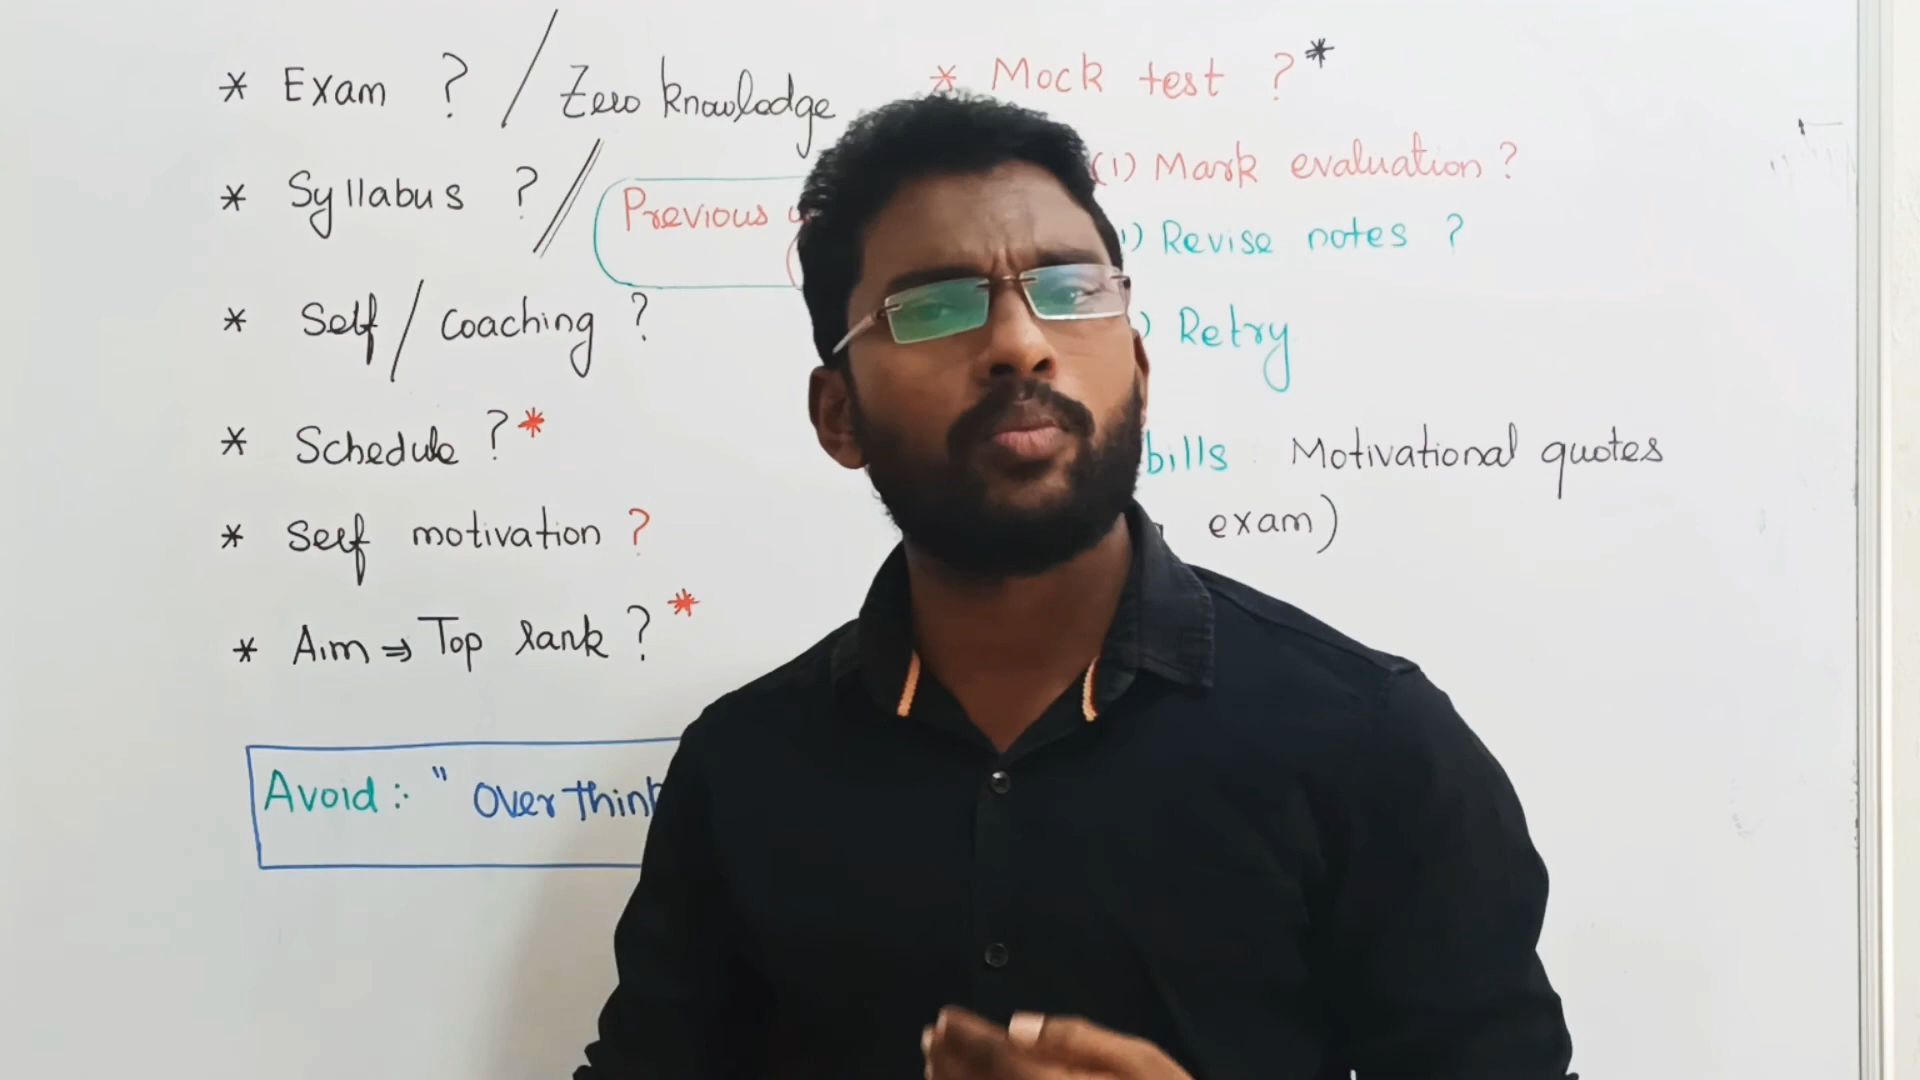 * Exam ? / Zero knowledge
* Syllabus ? //
Previous
* Self / Coaching ?
* Schedule ? *
* Self motivation ?
* Aim ⇒ Top rank ? *
Avoid : " Over think
* Mock test ? *
(1) Mark evaluation ?
) Revise notes ?
) Retry
bills Motivational quotes
exam)